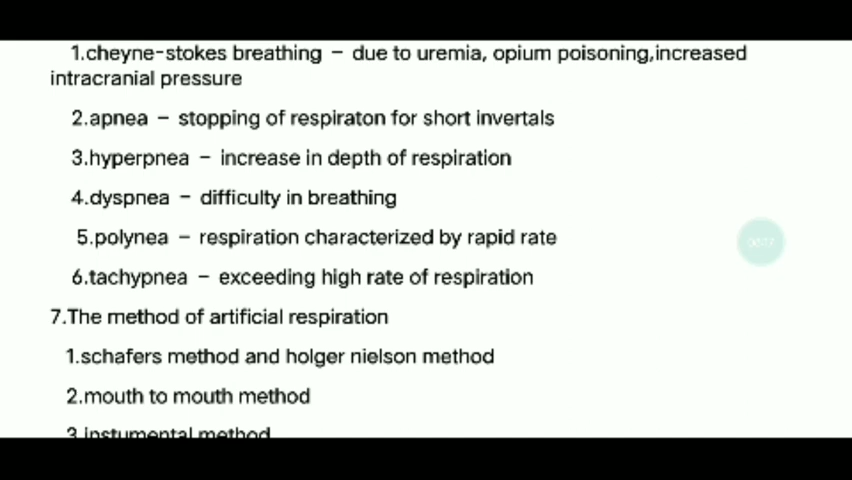 1.cheyne-stokes breathing – due to uremia, opium poisoning,increased
intracranial pressure
2.apnea – stopping of respiraton for short invertals
3.hyperpnea – increase in depth of respiration
4.dyspnea – difficulty in breathing
5.polynea – respiration characterized by rapid rate
6.tachypnea – exceeding high rate of respiration
7.The method of artificial respiration
1.schafers method and holger nielson method
2.mouth to mouth method
3.instumental method